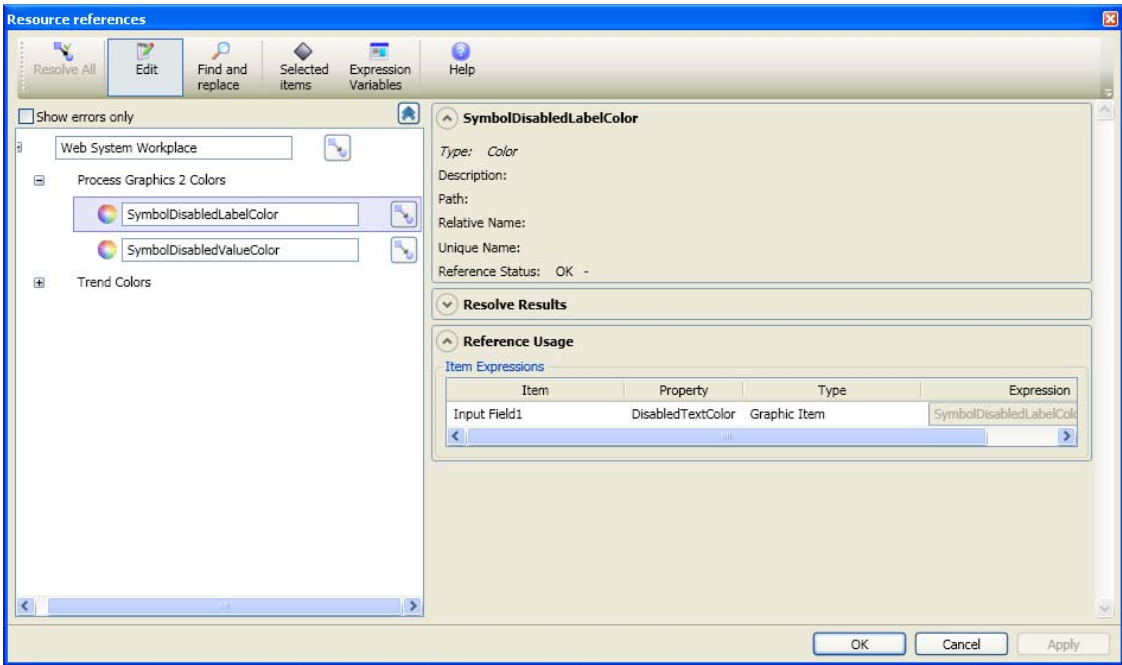 Resource references
Resolve All
Edit
Find and
replace
Selected
items
Expression
Variables
Help
Show errors only
Web System Workplace
Process Graphics 2 Colors
SymbolDisabledLabelColor
SymbolDisabledValueColor
Trend Colors
SymbolDisabledLabelColor
Type: Color
Description:
Path:
Relative Name:
Unique Name:
Reference Status: OK -
Resolve Results
Reference Usage
Item Expressions
Item Property Type Expression
Input Field1 DisabledTextColor Graphic Item SymbolDisabledLabelColo
OK Cancel Apply